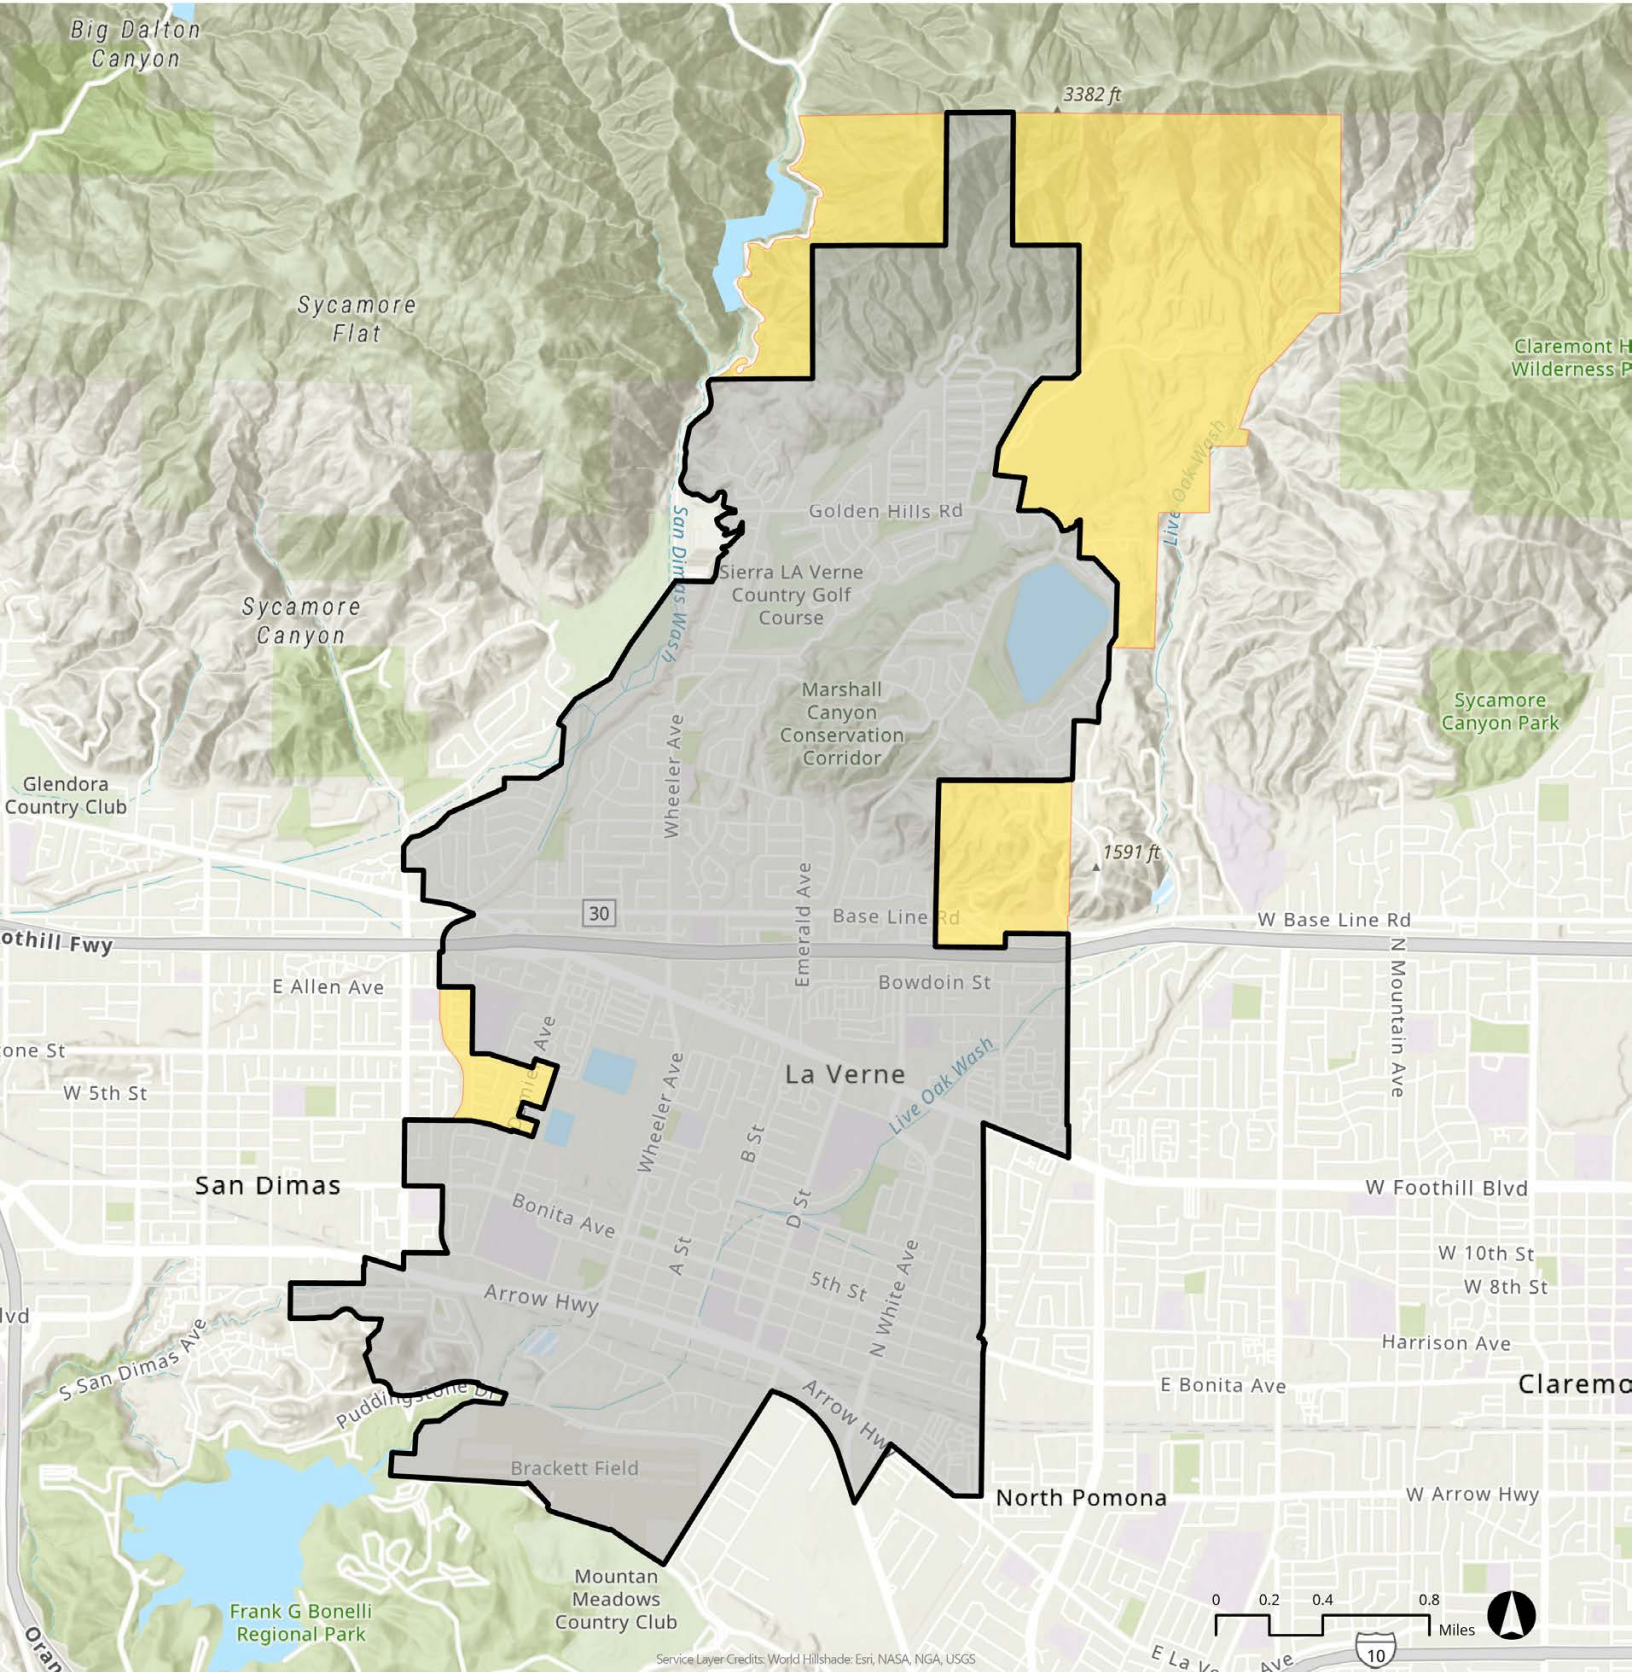 Big Dalton
Canyon
3382 ft
Sycamore
Flat
Claremont H
Wilderness P
Live Oak Wash
Golden Hills Rd
San Dimas Wash
Sierra LA Verne
Country Golf
Course
Sycamore
Canyon
Marshall
Canyon
Conservation
Corridor
Sycamore
Canyon Park
Wheeler Ave
Glendora
Country Club
1591 ft
Emerald Ave
30
Base Line Rd
W Base Line Rd
othill Fwy
E Allen Ave
Bowdoin St
N Mountain Ave
one St
W 5th St
Wheeler Ave
La Verne
Live Oak Wash
B St
San Dimas
W Foothill Blvd
Bonita Ave
D St
A St
W 10th St
W 8th St
5th St
Arrow Hwy
N White Ave
lvd
S San Dimas Ave
Harrison Ave
E Bonita Ave
Claremo
Puddingstone Dr
Arrow Hwy
Brackett Field
North Pomona
W Arrow Hwy
Mountan
Meadows
Country Club
Frank G Bonelli
Regional Park
Oran
0 0.2 0.4 0.8
Miles
E La Ve
Ave
10
Service Layer Credits: World Hillshade: Esri, NASA, NGA, USGS